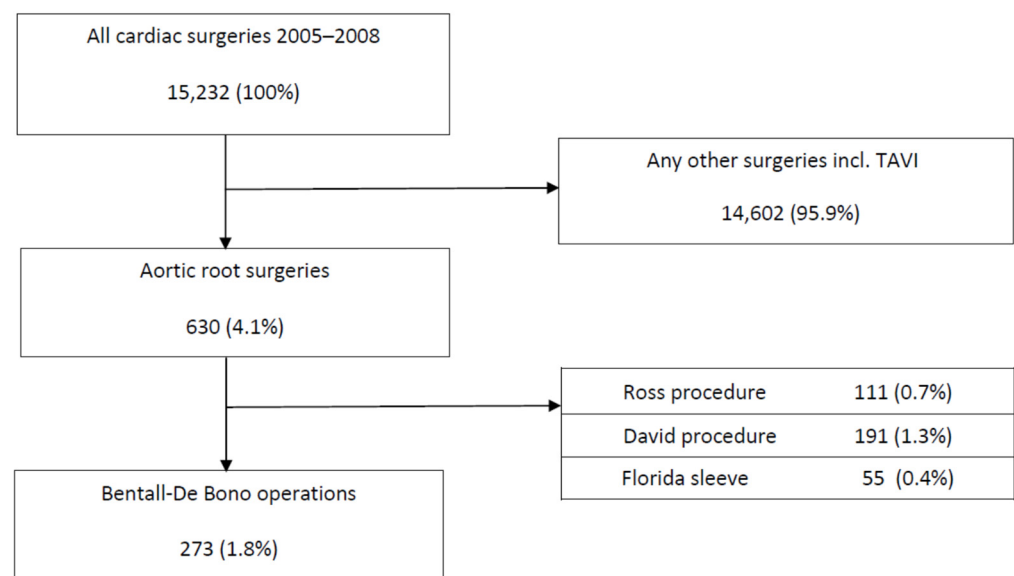 All cardiac surgeries 2005–2008
15,232 (100%)
Any other surgeries incl. TAVI
14,602 (95.9%)
Aortic root surgeries
630 (4.1%)
Ross procedure 111 (0.7%)
David procedure 191 (1.3%)
Florida sleeve 55 (0.4%)
Bentall-De Bono operations
273 (1.8%)